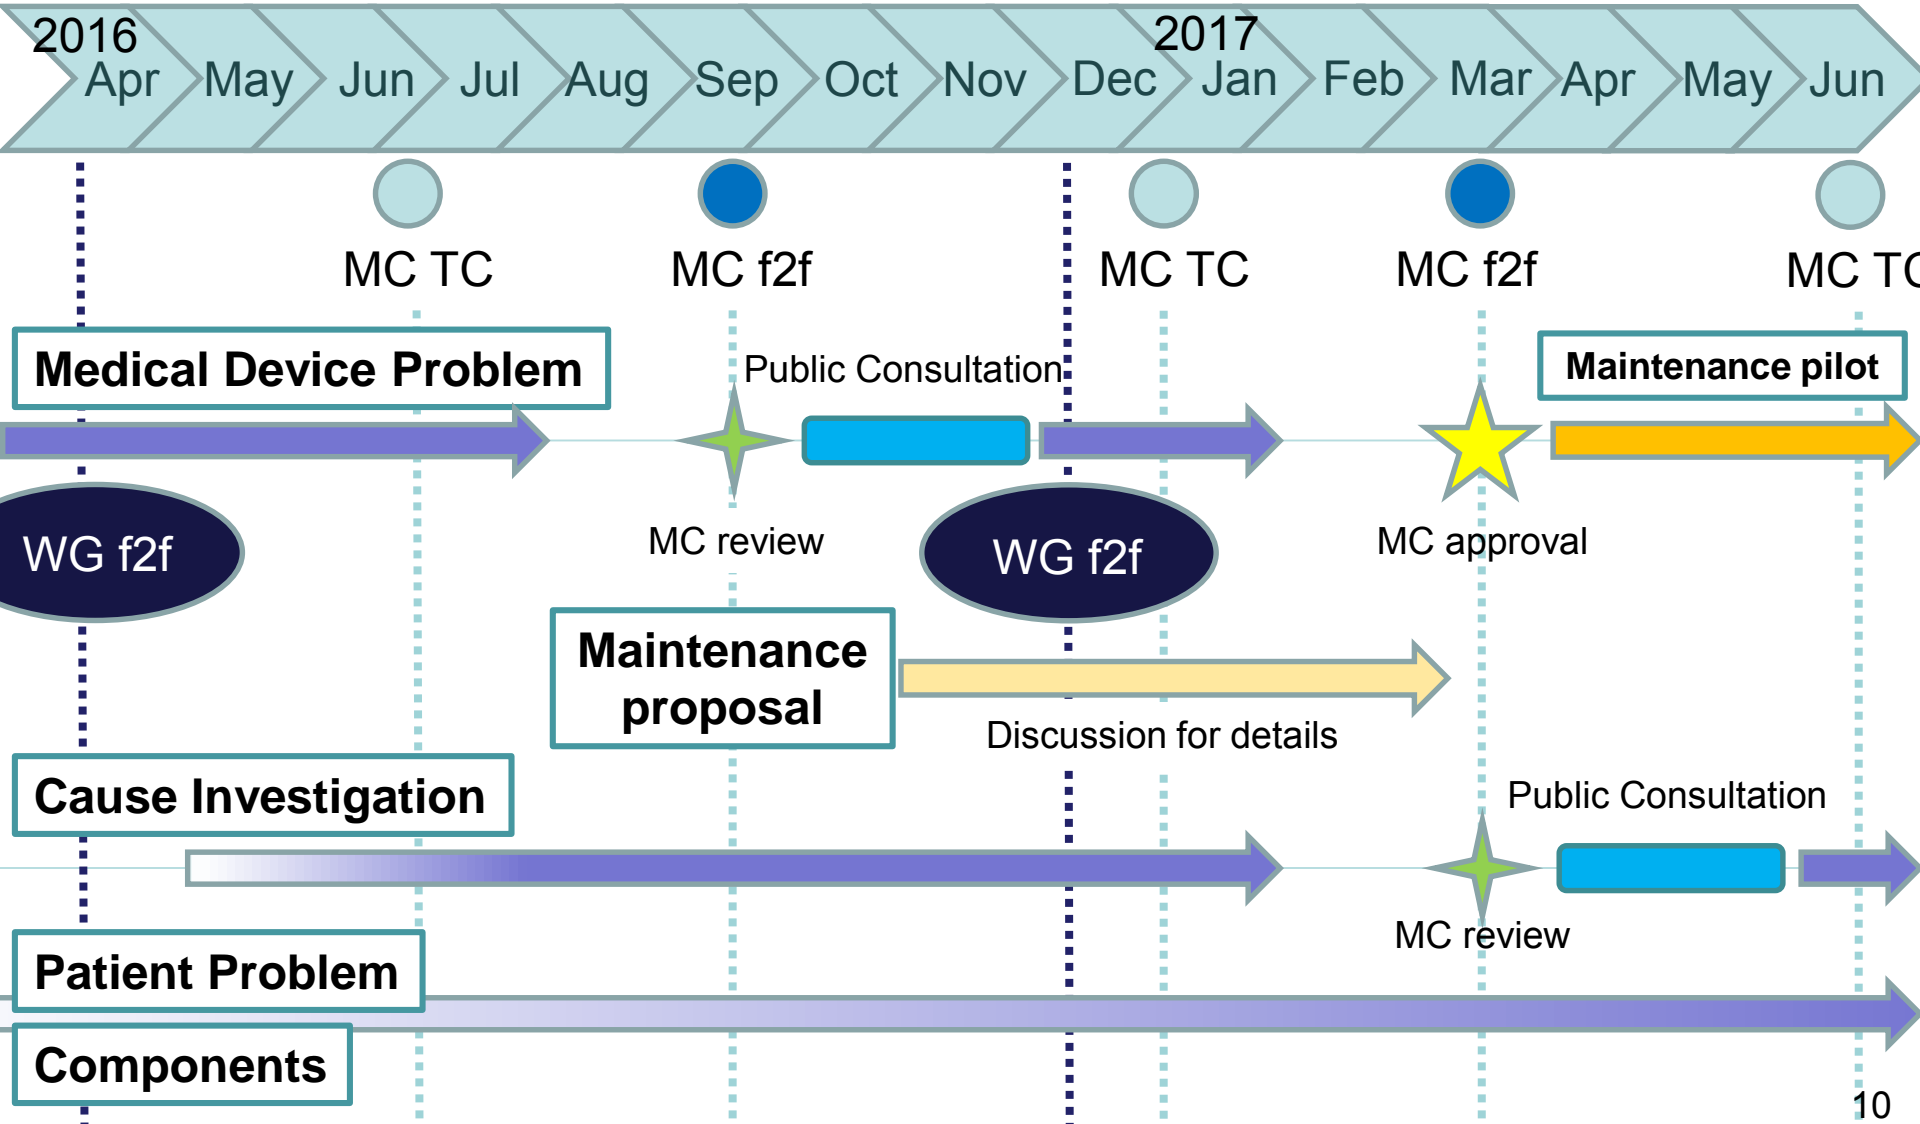 2016
2017
Apr May Jun Jul Aug Sep Oct Nov Dec Jan Feb Mar Apr May Jun
MC TC
MC f2f
MC TC
MC f2f
MC TC
Medical Device Problem
Public Consultation
Maintenance pilot
WG f2f
MC review
WG f2f
MC approval
Maintenance
proposal
Discussion for details
Cause Investigation
Public Consultation
MC review
Patient Problem
Components
10